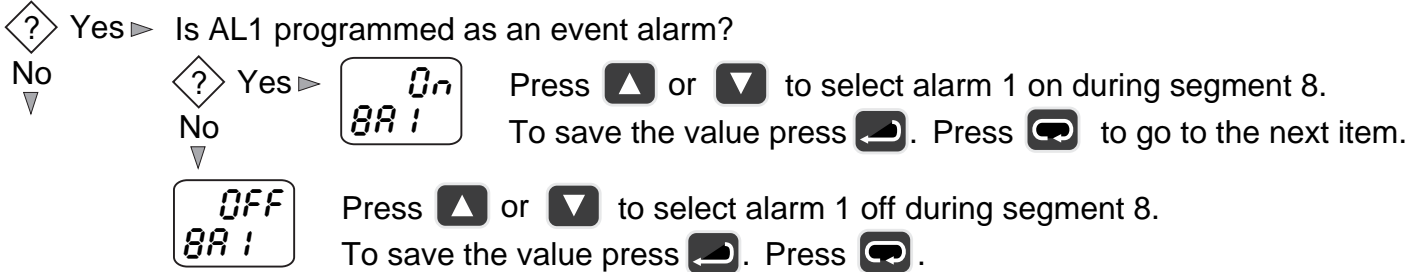 ? Yes Is AL1 programmed as an event alarm?
No
? Yes On Press or to select alarm 1 on during segment 8.
No 8A1 To save the value press . Press to go to the next item.
OFF Press or to select alarm 1 off during segment 8.
8A1 To save the value press . Press .